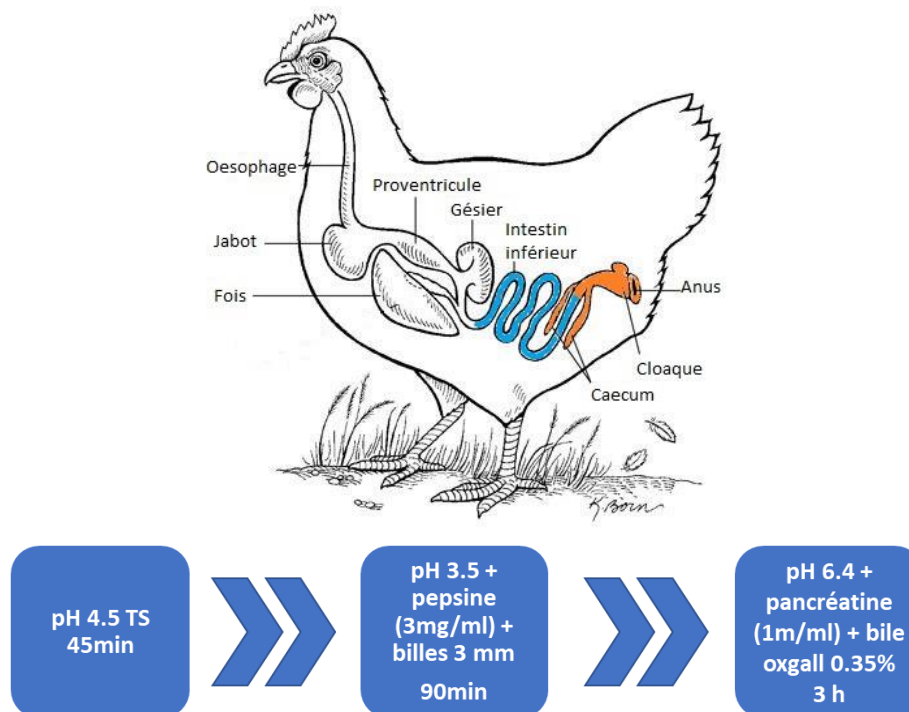 Oesophage
Proventricule
Gésier
Jabot
Intestin
inférieur
Fois
Anus
Cloaque
Caecum
K. Born
pH 4.5 TS
45min
pH 3.5 +
pepsine
(3mg/ml) +
billes 3 mm
90min
pH 6.4 +
pancréatine
(1m/ml) + bile
oxgall 0.35%
3 h